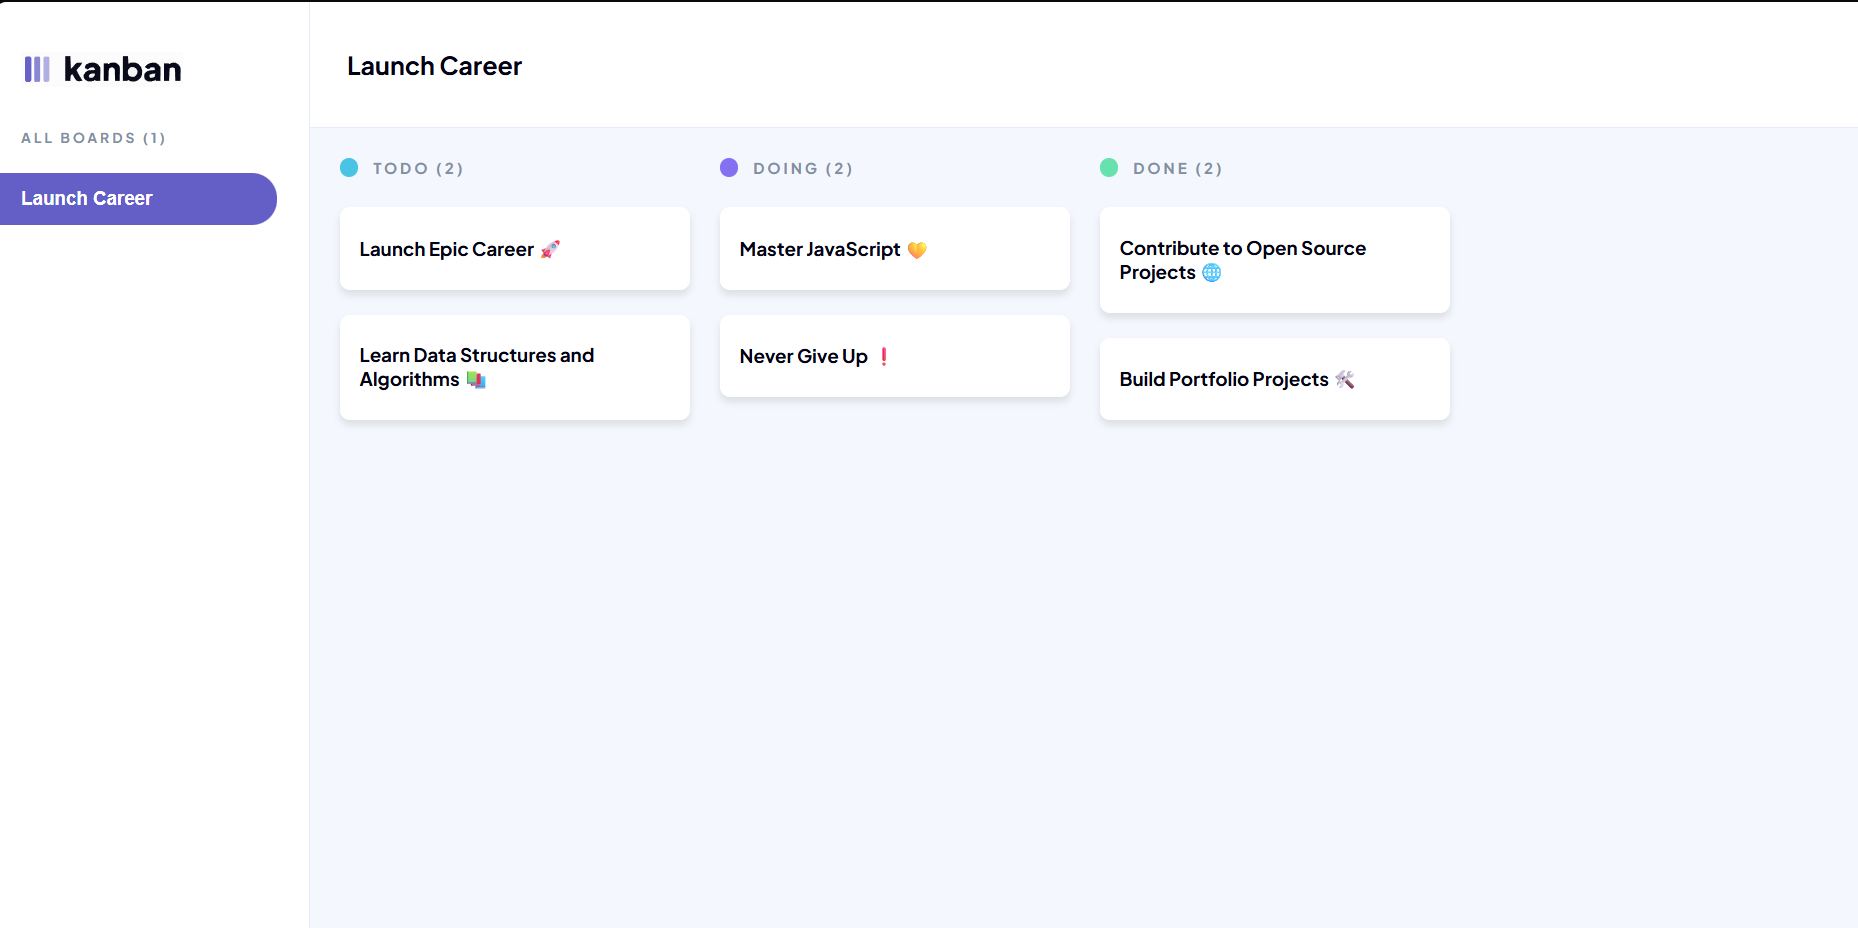 kanban
Launch Career
ALL BOARDS (1)
Launch Career
TODO (2)
Launch Epic Career 🚀
Learn Data Structures and
Algorithms 📚
DOING (2)
Master JavaScript 💛
Never Give Up ❗
DONE (2)
Contribute to Open Source
Projects 🌐
Build Portfolio Projects 🛠️